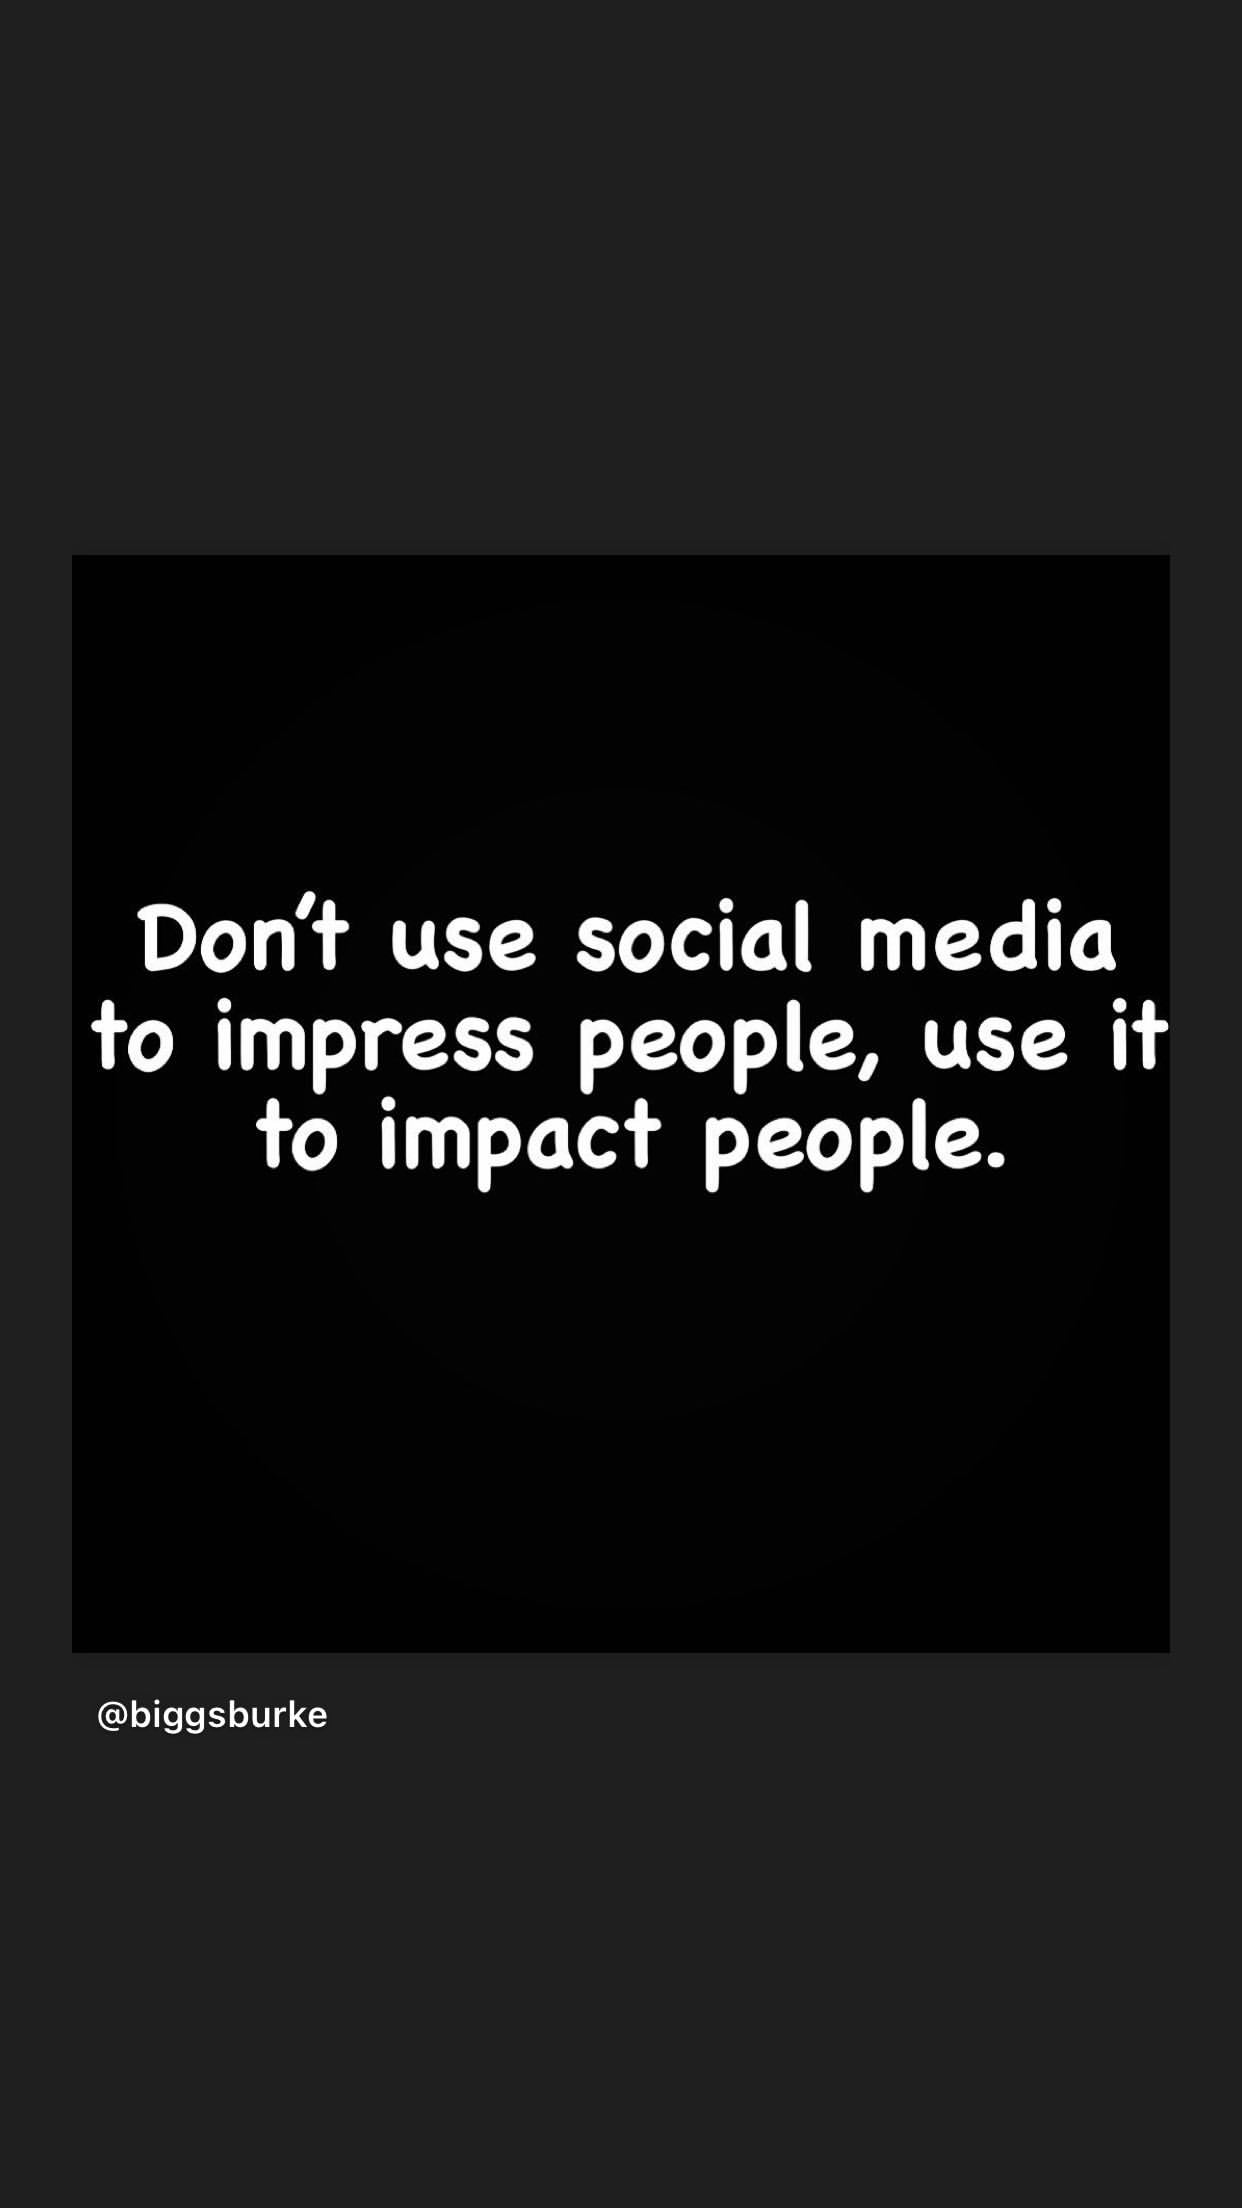 Don't use social media
to impress people, use it
to impact people.
@biggsburke